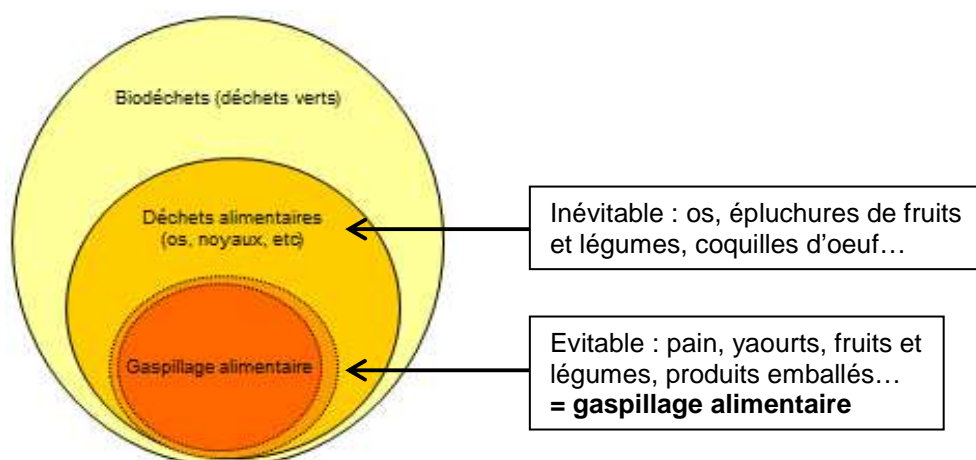 Biodéchets (déchets verts)
Déchets alimentaires
(os, noyaux, etc)
Gaspillage alimentaire
Inévitable : os, épluchures de fruits
et légumes, coquilles d'oeuf…
Evitable : pain, yaourts, fruits et
légumes, produits emballés…
= gaspillage alimentaire